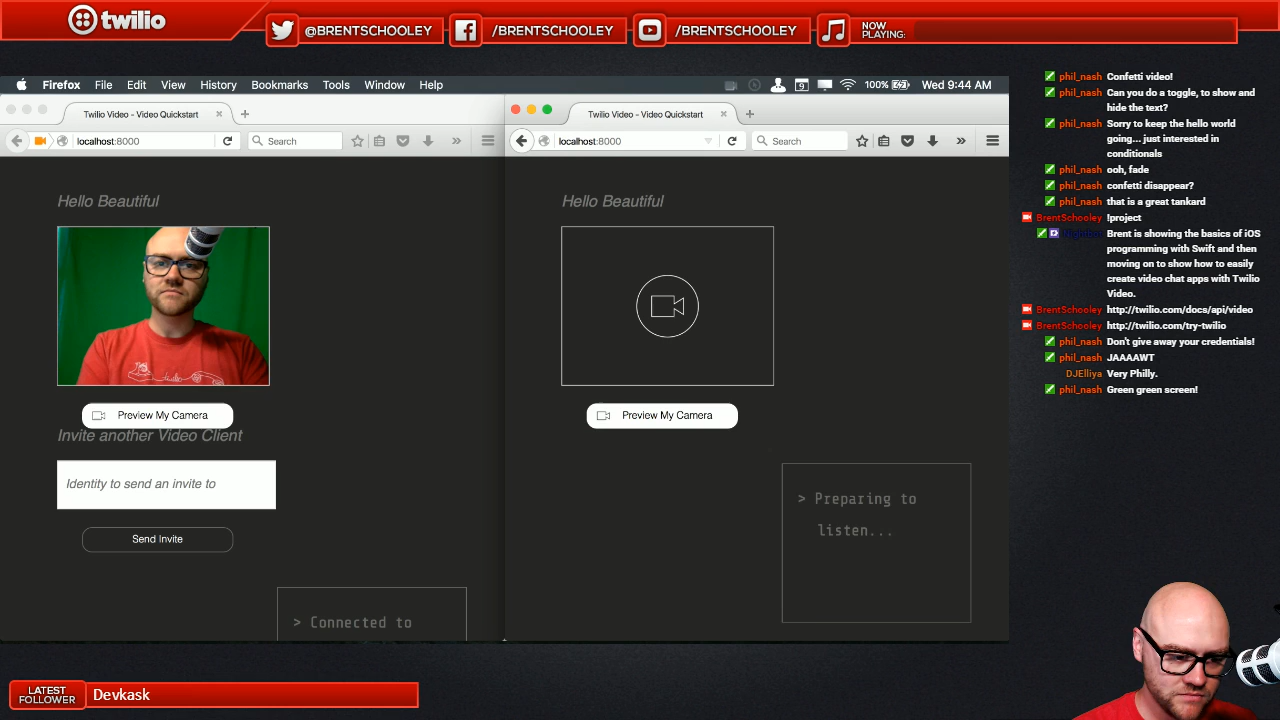 twilio
@BRENTSCHOOLEY
/BRENTSCHOOLEY
/BRENTSCHOOLEY
NOW
PLAYING:
Firefox File Edit View History Bookmarks Tools Window Help
9
100%
Wed 9:44 AM
Twilio Video - Video Quickstart
localhost:8000
Search
Hello Beautiful
twilio
Preview My Camera
Invite another Video Client
Identity to send an invite to
Send Invite
> Connected to
Twilio Video - Video Quickstart
localhost:8000
Search
Hello Beautiful
Preview My Camera
> Preparing to
listen...
phil_nash Confetti video!
phil_nash Can you do a toggle, to show and
hide the text?
phil_nash Sorry to keep the hello world
going... just interested in
conditionals
phil_nash ooh, fade
phil_nash confetti disappear?
phil_nash that is a great tankard
BrentSchooley !project
Brent is showing the basics of iOS
programming with Swift and then
moving on to show how to easily
create video chat apps with Twilio
Video.
BrentSchooley http://twilio.com/docs/api/video
BrentSchooley http://twilio.com/try-twilio
phil_nash Don't give away your credentials!
phil_nash JAAAAWT
DJElliya Very Philly.
phil_nash Green green screen!
LATEST
FOLLOWER
Devkask